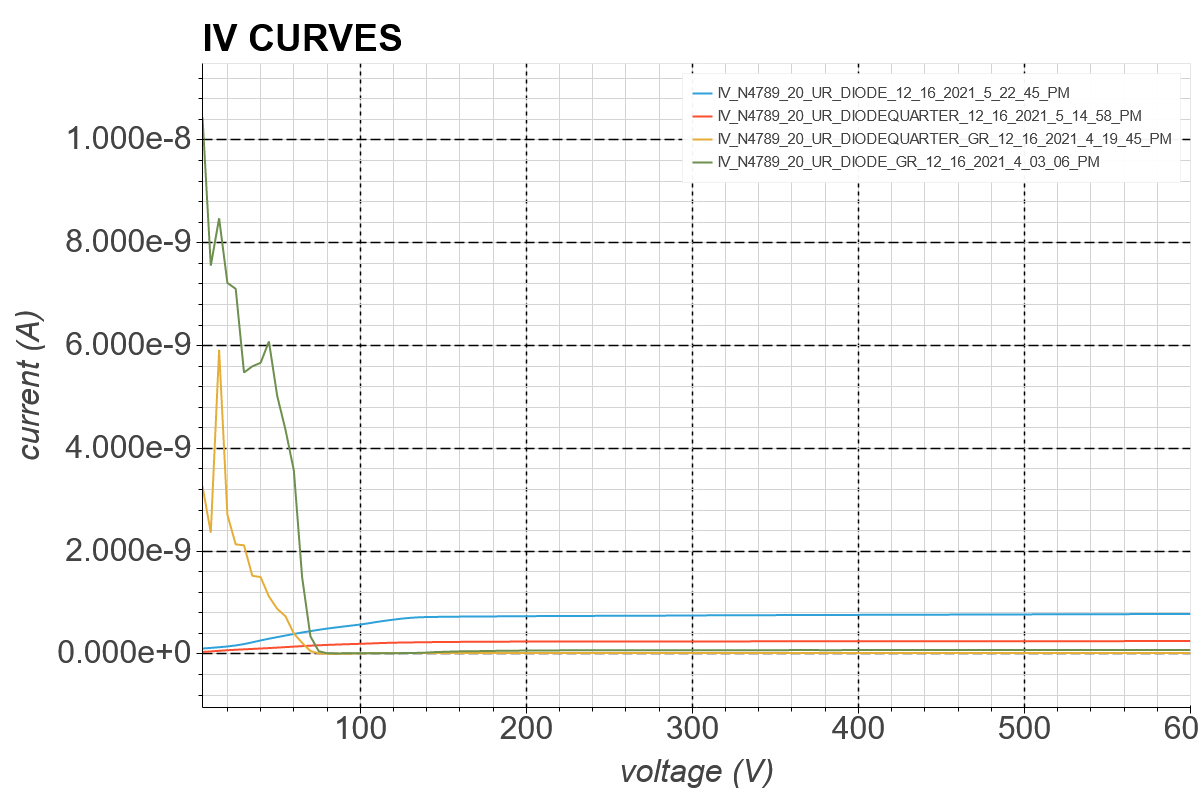 IV CURVES
IV_N4789_20_UR_DIODE_12_16_2021_5_22_45_PM
IV_N4789_20_UR_DIODEQUARTER_12_16_2021_5_14_58_PM
IV_N4789_20_UR_DIODEQUARTER_GR_12_16_2021_4_19_45_PM
IV_N4789_20_UR_DIODE_GR_12_16_2021_4_03_06_PM
1.000e-8
8.000e-9
6.000e-9
4.000e-9
2.000e-9
0.000e+0
current (A)
100 200 300 400 500 60
voltage (V)